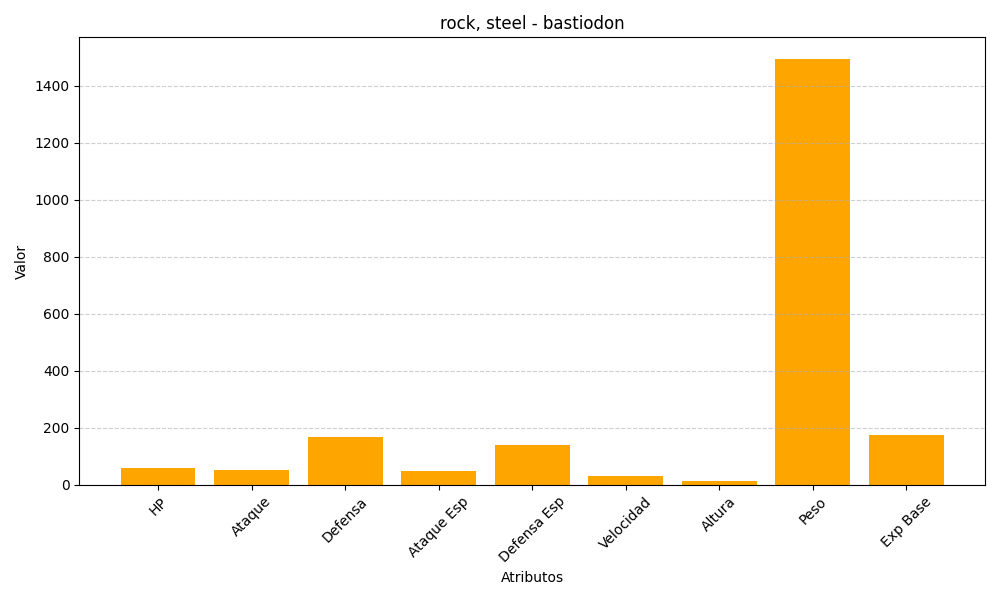 rock, steel - bastiodon
Valor
1400
1200
1000
800
600
400
200
0
HP
Ataque
Defensa
Ataque Esp
Defensa Esp
Velocidad
Altura
Peso
Exp Base
Atributos